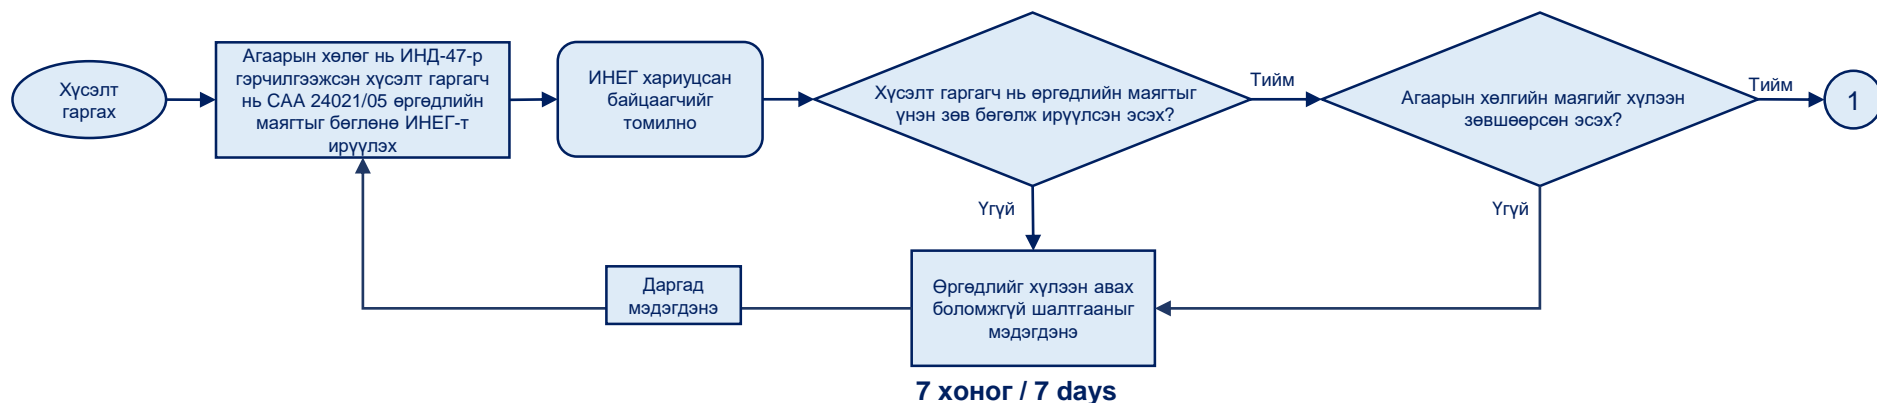 Хүсэлт
гаргах
Агаарын хөлөг нь ИНД-47-р
гэрчилгээжсэн хүсэлт гаргагч
нь САА 24021/05 өргөдлийн
маягтыг бөглөнө ИНЕГ-т
ирүүлэх
ИНЕГ хариуцсан
байцаагчийг
томилно
Хүсэлт гаргагч нь өргөдлийн маягтыг
үнэн зөв бөгөлж ирүүлсэн эсэх?
Тийм
Агаарын хөлгийн маягийг хүлээн
зөвшөөрсөн эсэх?
Тийм
1
Үгүй
Үгүй
Даргад
мэдэгдэнэ
Өргөдлийг хүлээн авах
боломжгүй шалтгааныг
мэдэгдэнэ
7 хоног / 7 days